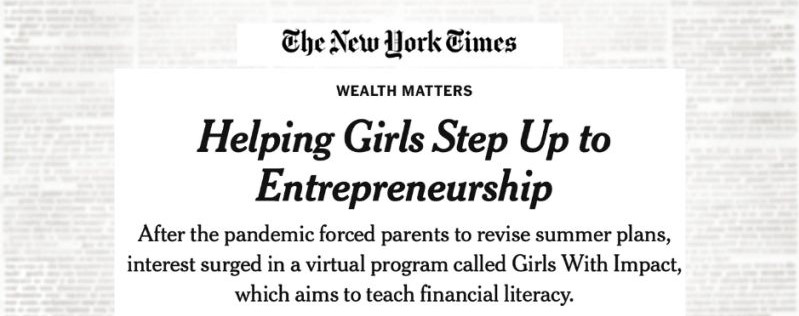 The New York Times
WEALTH MATTERS
Helping Girls Step Up to
Entrepreneurship
After the pandemic forced parents to revise summer plans,
interest surged in a virtual program called Girls With Impact,
which aims to teach financial literacy.